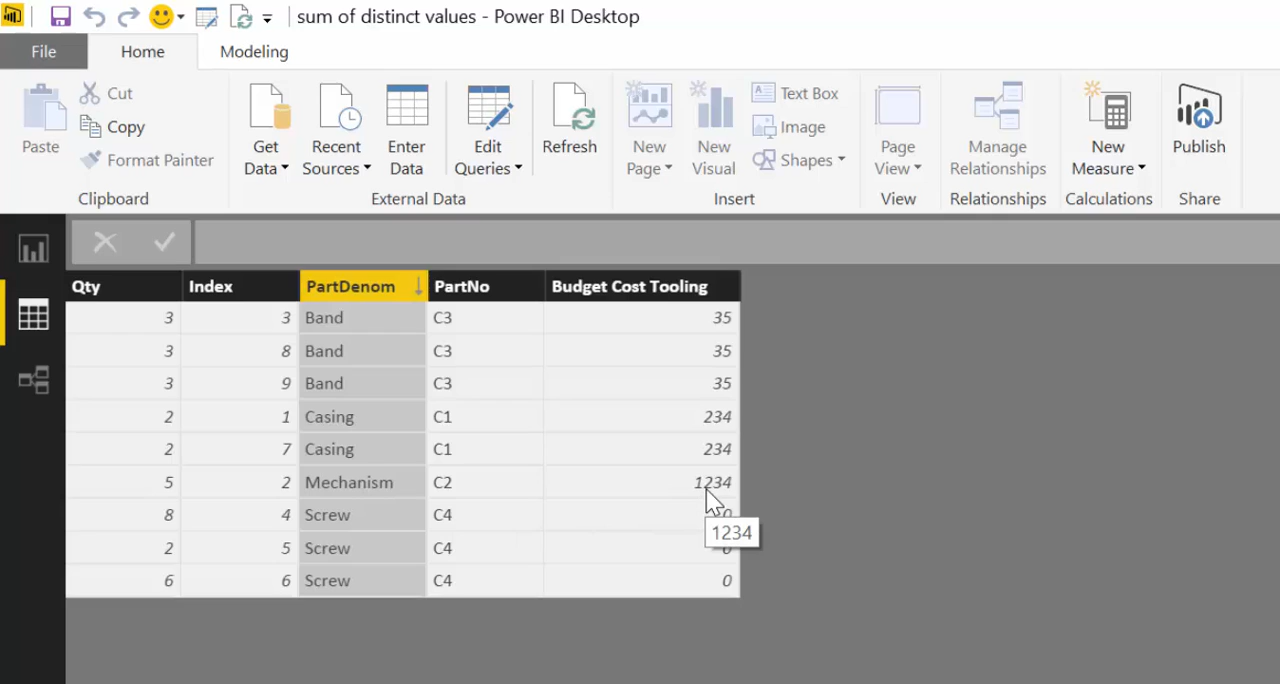 sum of distinct values - Power BI Desktop
File Home Modeling
Paste
Cut
Copy
Format Painter
Clipboard
Get Data
Recent Sources
Enter Data
Edit Queries
Refresh
External Data
New Page
New Visual
Text Box
Image
Shapes
Insert
Page View
View
Manage Relationships
Relationships
New Measure
Calculations
Publish
Share
Qty Index PartDenom PartNo Budget Cost Tooling
3 3 Band C3 35
3 8 Band C3 35
3 9 Band C3 35
2 1 Casing C1 234
2 7 Casing C1 234
5 2 Mechanism C2 1234
8 4 Screw C4 0
1234
2 5 Screw C4 0
6 6 Screw C4 0